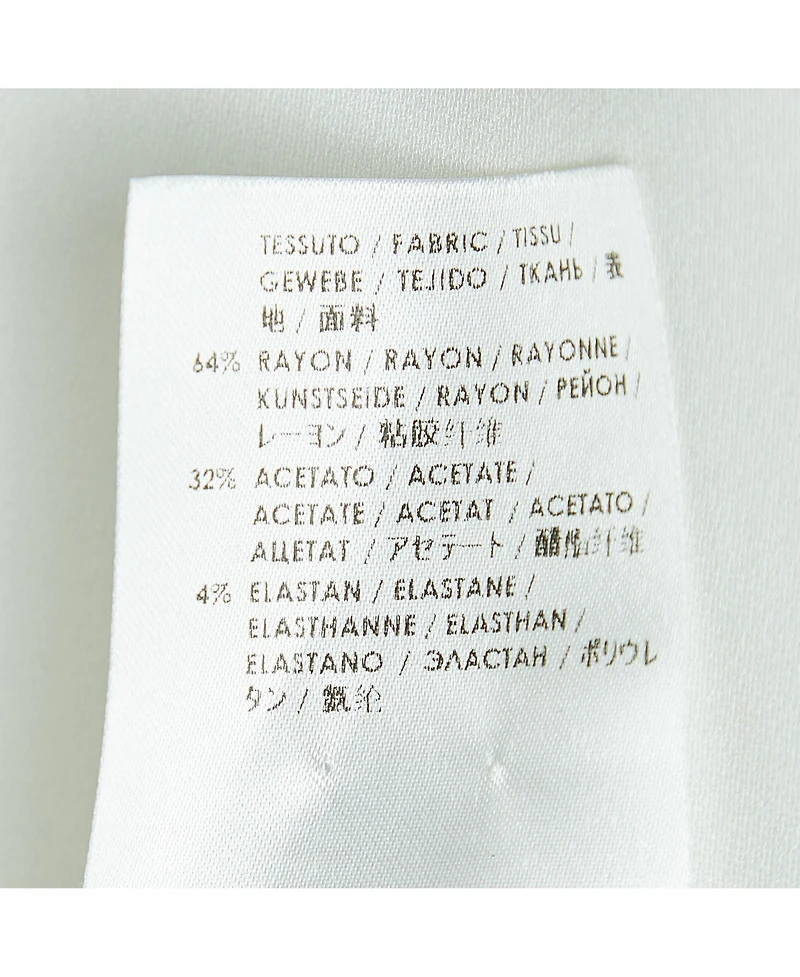 TESSUTO / FABRIC / TISSU /
GEWEBE / TEJIDO / ТКАНЬ / 表
地 / 面料
64% RAYON / RAYON / RAYONNE /
KUNSTSEIDE / RAYON / РЕЙОН /
レーヨン / 粘胶纤维
32% ACETATO / ACETATE /
ACETATE / ACETAT / ACETATO /
АЦЕТАТ / アセテート / 醋酯纤维
4% ELASTAN / ELASTANE /
ELASTHANNE / ELASTHAN /
ELASTANO / ЭЛАСТАН / ポリウレ
タン / 氨纶